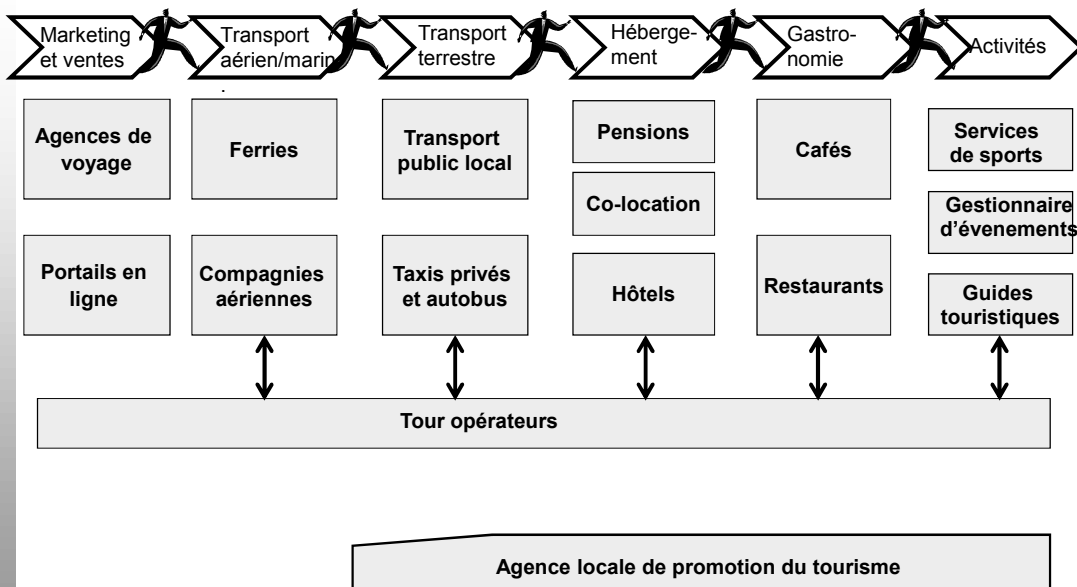 Marketing
et ventes
Transport
aérien/marin
Transport
terrestre
Héberge-
ment
Gastro-
nomie
Activités
Agences de
voyage
Ferries
Transport
public local
Pensions
Cafés
Services
de sports
Co-location
Gestionnaire
d'évenements
Portails en
ligne
Compagnies
aériennes
Taxis privés
et autobus
Hôtels
Restaurants
Guides
touristiques
Tour opérateurs
Agence locale de promotion du tourisme